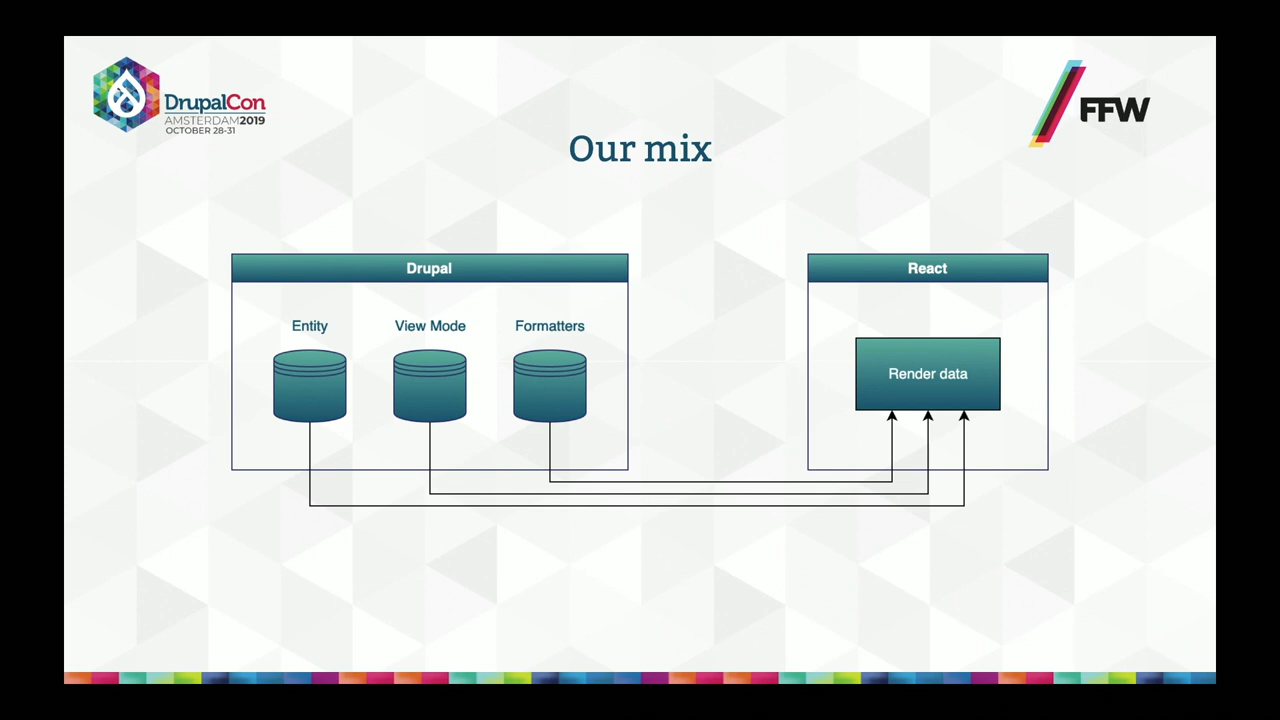 DrupalCon
AMSTERDAM2019
OCTOBER 28-31
FFW
Our mix
Drupal
React
Entity
View Mode
Formatters
Render data